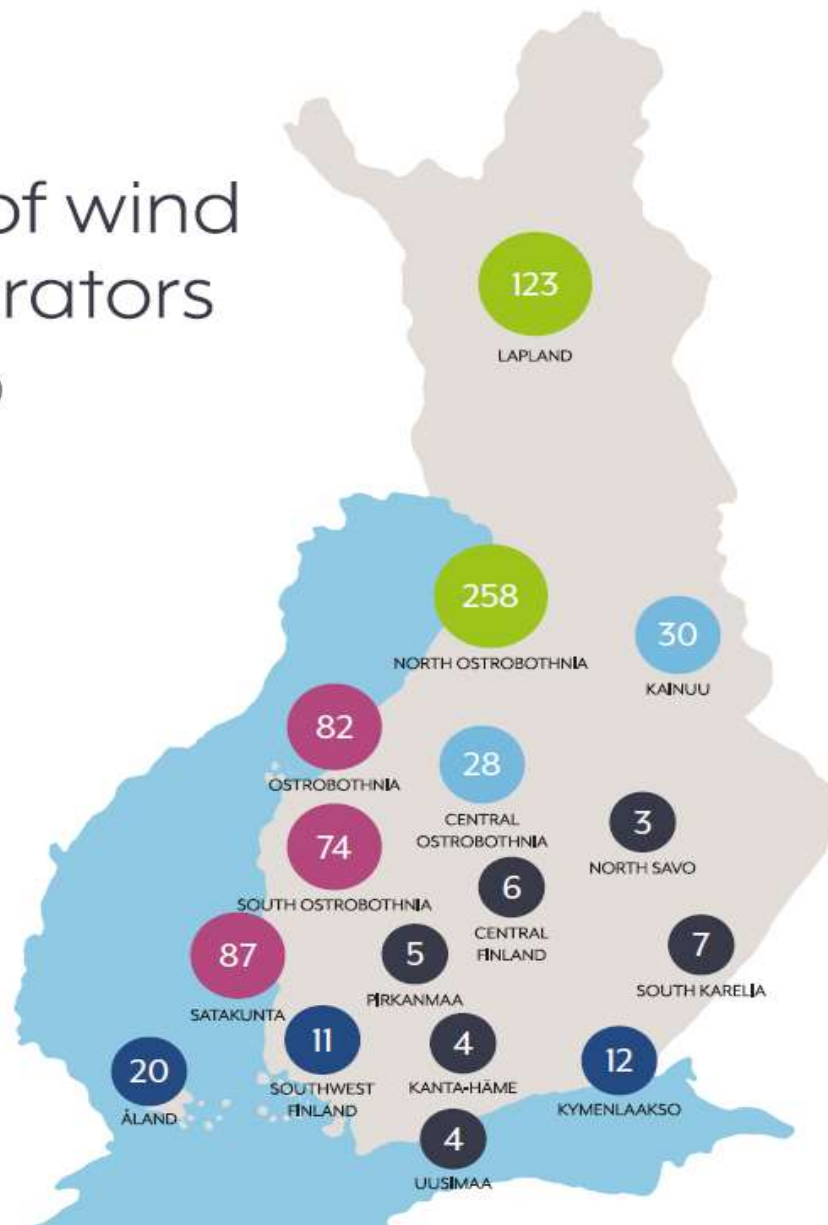 of wind
rators
)
123
LAPLAND
258
NORTH OSTROBOTHNIA
30
KAINUU
82
OSTROBOTHNIA
28
CENTRAL
OSTROBOTHNIA
3
NORTH SAVO
74
SOUTH OSTROBOTHNIA
6
CENTRAL
FINLAND
7
SOUTH KARELIA
87
SATAKUNTA
5
PIRKANMAA
11
SOUTHWEST
FINLAND
4
KANTA-HÄME
12
KYMENLAAKSO
20
ÅLAND
4
UUSIMAA